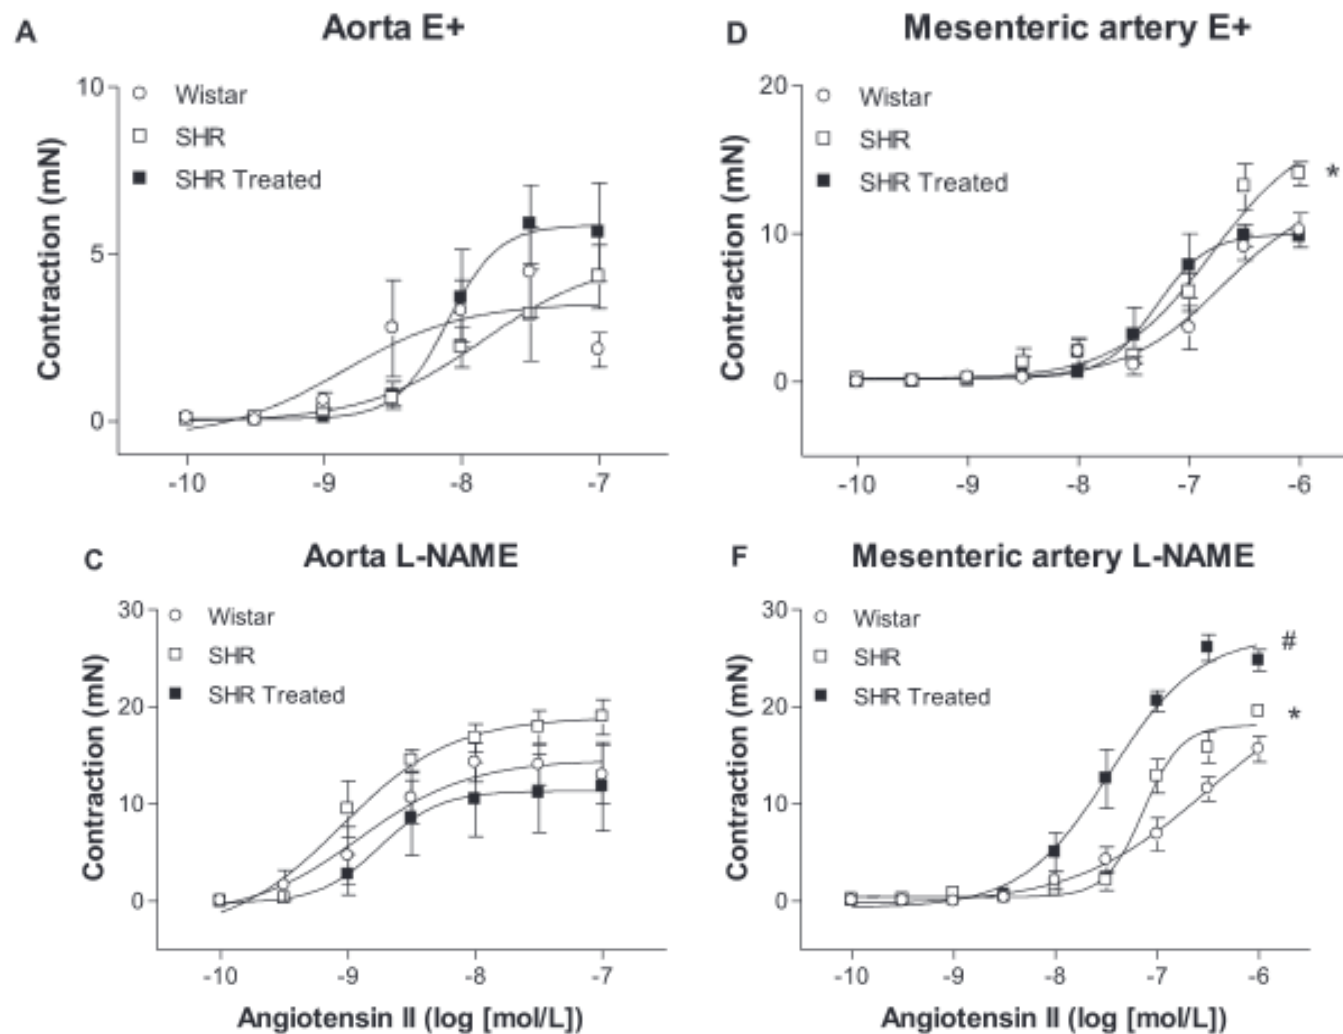 A Aorta E+
10
5
0
Contraction (mN)
Wistar
SHR
SHR Treated
-10 -9 -8 -7
D Mesenteric artery E+
20
10
0
Contraction (mN)
Wistar
SHR
SHR Treated
*
-10 -9 -8 -7 -6
C Aorta L-NAME
30
20
10
0
Contraction (mN)
Wistar
SHR
SHR Treated
-10 -9 -8 -7
Angiotensin II (log [mol/L])
F Mesenteric artery L-NAME
30
20
10
0
Contraction (mN)
Wistar
SHR
SHR Treated
#
*
-10 -9 -8 -7 -6
Angiotensin II (log [mol/L])